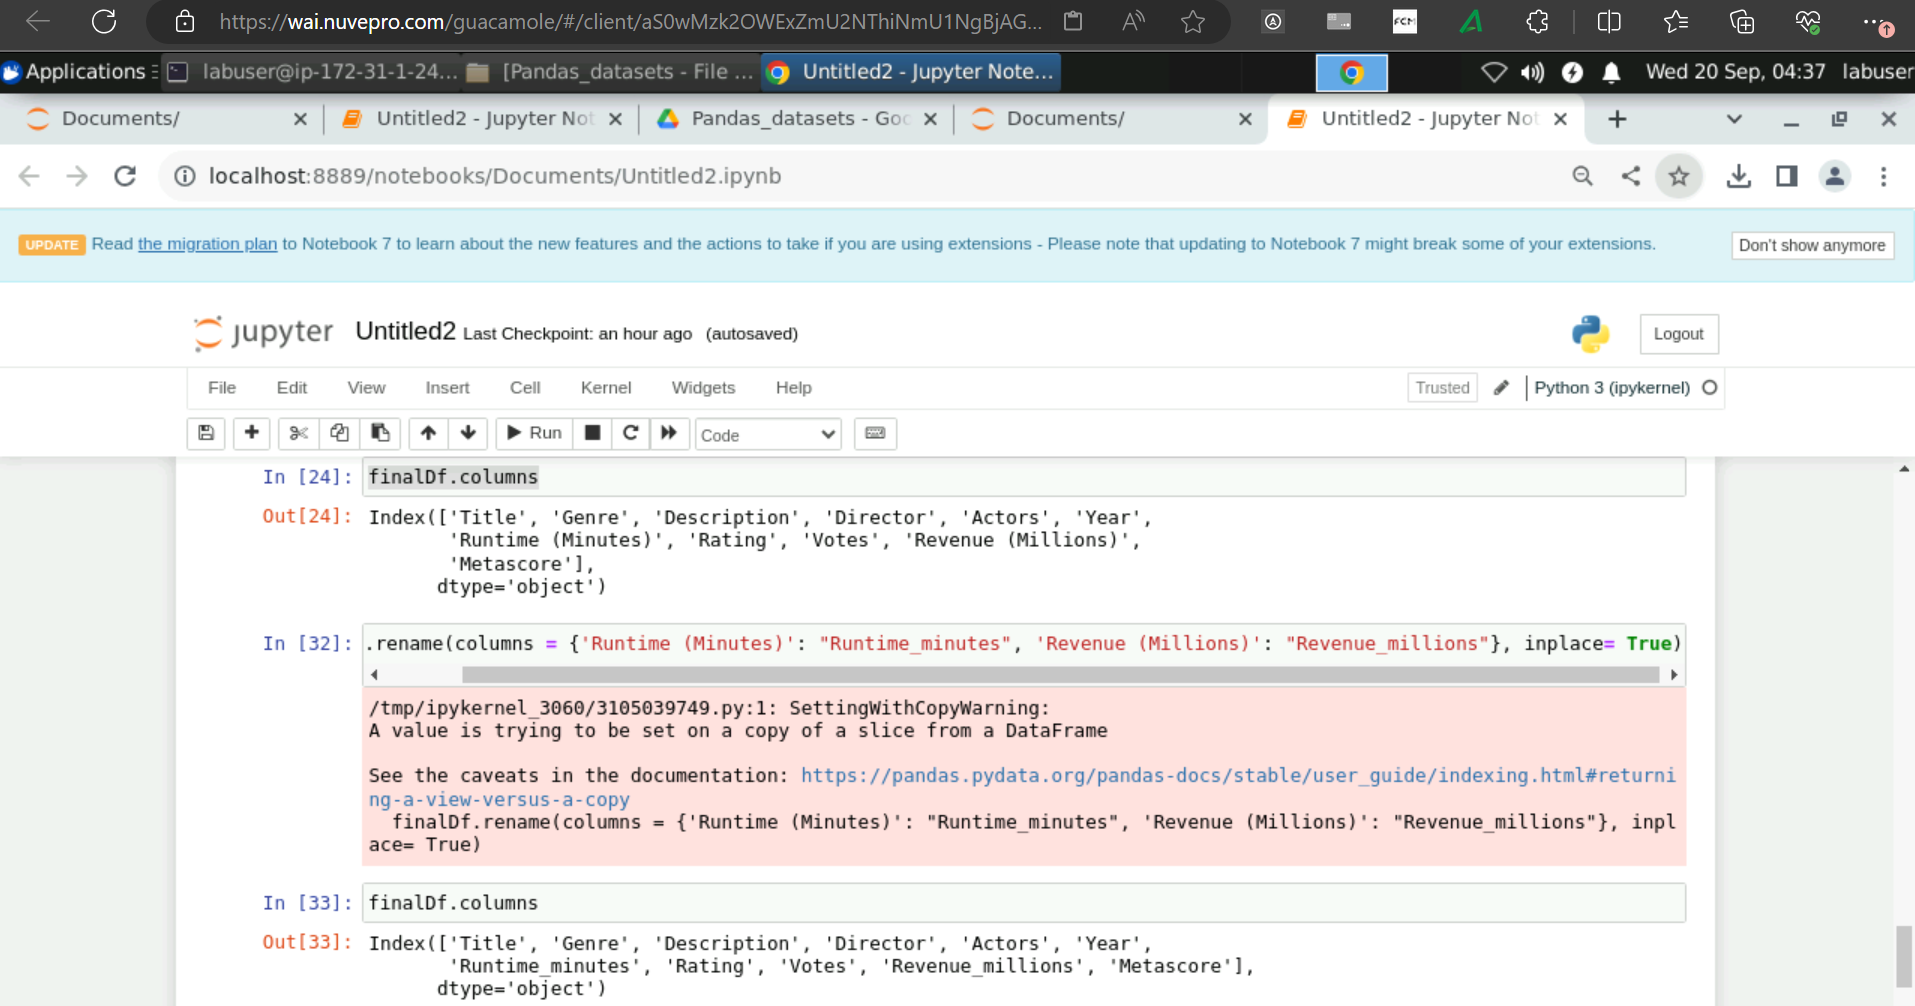 https://wai.nuvepro.com/guacamole/#/client/aS0wMzk2OWExZmU2NThiNmU1NgBjAG...
Applications labuser@ip-172-31-1-24... [Pandas_datasets - File ... Untitled2 - Jupyter Note... Wed 20 Sep, 04:37 labuser
Documents/ Untitled2 - Jupyter Not Pandas_datasets - Goo Documents/ Untitled2 - Jupyter Not
localhost:8889/notebooks/Documents/Untitled2.ipynb
UPDATE Read the migration plan to Notebook 7 to learn about the new features and the actions to take if you are using extensions - Please note that updating to Notebook 7 might break some of your extensions. Don't show anymore
jupyter Untitled2 Last Checkpoint: an hour ago (autosaved) Logout
File Edit View Insert Cell Kernel Widgets Help Trusted Python 3 (ipykernel)
Run Code
In [24]: finalDf.columns
Out[24]: Index(['Title', 'Genre', 'Description', 'Director', 'Actors', 'Year',
'Runtime (Minutes)', 'Rating', 'Votes', 'Revenue (Millions)',
'Metascore'],
dtype='object')
In [32]: .rename(columns = {'Runtime (Minutes)': "Runtime_minutes", 'Revenue (Millions)': "Revenue_millions"}, inplace= True)
/tmp/ipykernel_3060/3105039749.py:1: SettingWithCopyWarning:
A value is trying to be set on a copy of a slice from a DataFrame
See the caveats in the documentation: https://pandas.pydata.org/pandas-docs/stable/user_guide/indexing.html#returni
ng-a-view-versus-a-copy
finalDf.rename(columns = {'Runtime (Minutes)': "Runtime_minutes", 'Revenue (Millions)': "Revenue_millions"}, inpl
ace= True)
In [33]: finalDf.columns
Out[33]: Index(['Title', 'Genre', 'Description', 'Director', 'Actors', 'Year',
'Runtime_minutes', 'Rating', 'Votes', 'Revenue_millions', 'Metascore'],
dtype='object')